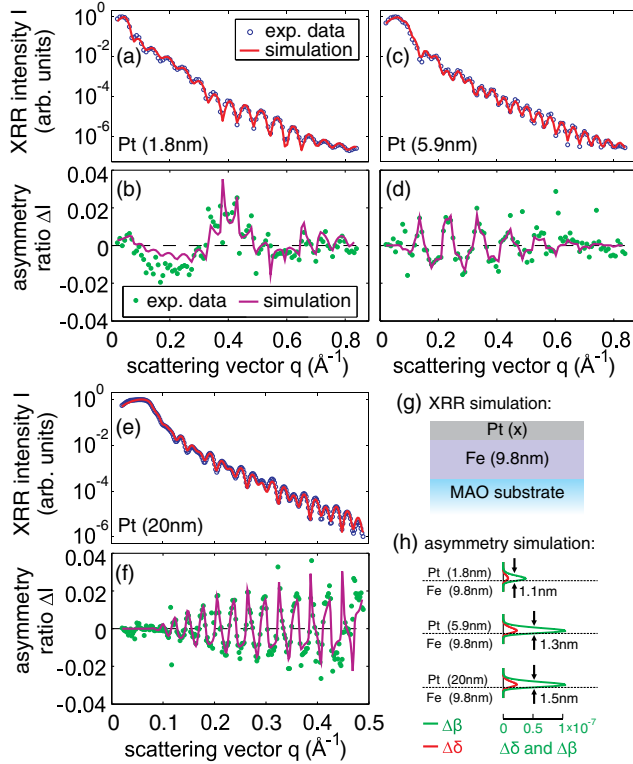 XRR intensity I
(arb. units)
10⁰
10⁻²
10⁻⁴
10⁻⁶
(a)
exp. data
simulation
Pt (1.8nm)
(c)
Pt (5.9nm)
asymmetry
ratio ΔI
0.04
0.02
0
-0.02
-0.04
(b)
exp. data
simulation
(d)
0 0.2 0.4 0.6 0.8
scattering vector q (Å⁻¹)
0 0.2 0.4 0.6 0.8
scattering vector q (Å⁻¹)
XRR intensity I
(arb. units)
10⁰
10⁻²
10⁻⁴
10⁻⁶
(e)
Pt (20nm)
asymmetry
ratio ΔI
0.04
0.02
0
-0.02
-0.04
(f)
0 0.1 0.2 0.3 0.4 0.5
scattering vector q (Å⁻¹)
(g) XRR simulation:
Pt (x)
Fe (9.8nm)
MAO substrate
(h) asymmetry simulation:
Pt (1.8nm)
Fe (9.8nm)
1.1nm
Pt (5.9nm)
Fe (9.8nm)
1.3nm
Pt (20nm)
Fe (9.8nm)
1.5nm
Δβ
Δδ
0 0.5 1×10⁻⁷
Δδ and Δβ